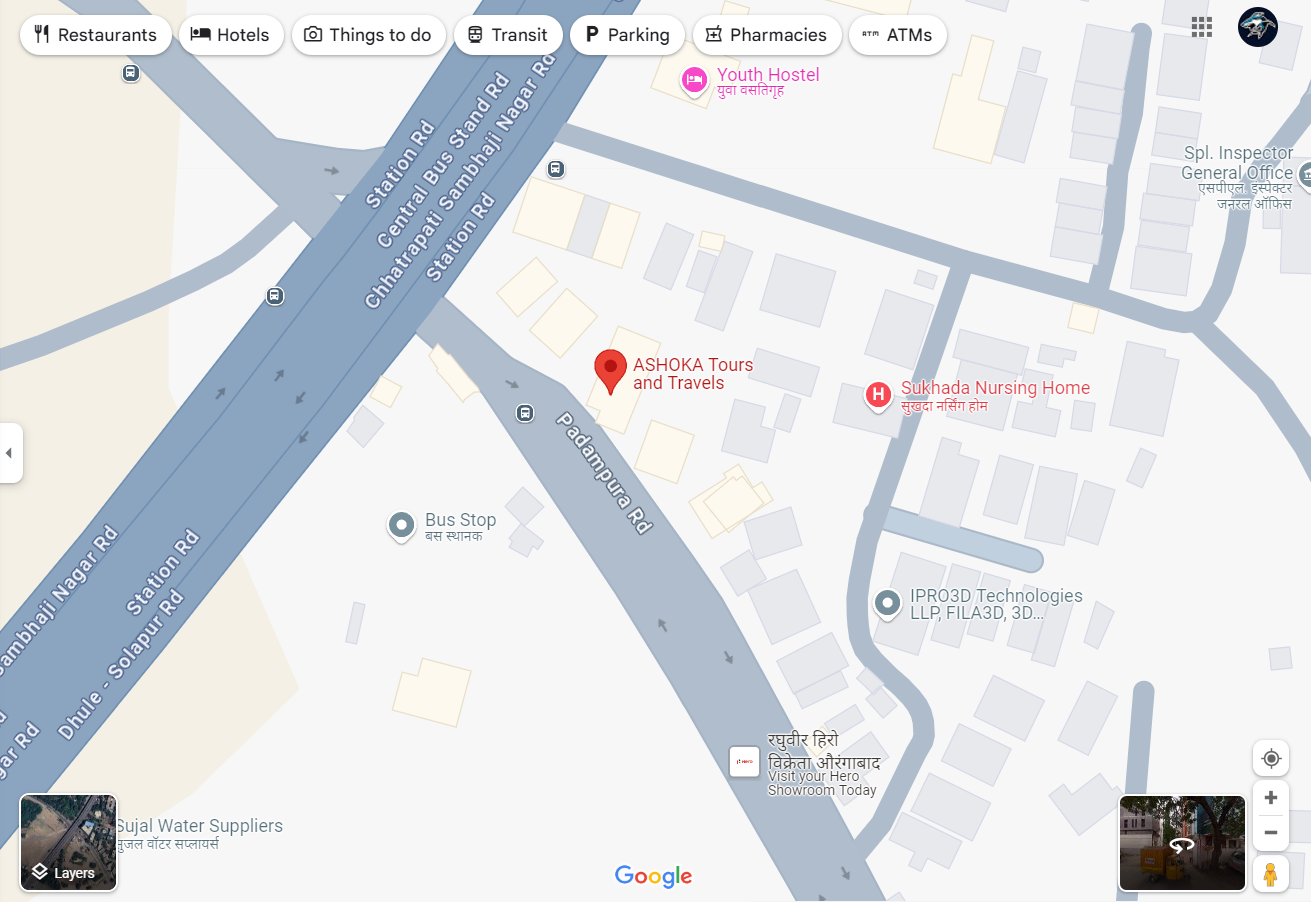 Restaurants
Hotels
Things to do
Transit
P Parking
Pharmacies
ATM ATMs
Youth Hostel
युवा वसतिगृह
Station Rd
Central Bus Stand Rd
Chhatrapati Sambhaji Nagar Rd
Station Rd
Spl. Inspector
General Office
एसपीएल. इंस्पेक्टर
जनरल ऑफिस
ASHOKA Tours
and Travels
H
Sukhada Nursing Home
सुखदा नर्सिंग होम
Padampura Rd
Bus Stop
बस स्थानक
Sambhaji Nagar Rd
Station Rd
Dhule - Solapur Rd
IPRO3D Technologies
LLP, FILA3D, 3D...
रघुवीर हिरो
विक्रेता औरंगाबाद
Visit your Hero
Showroom Today
HERO
Sujal Water Suppliers
सुजल वॉटर सप्लायर्स
Layers
Google